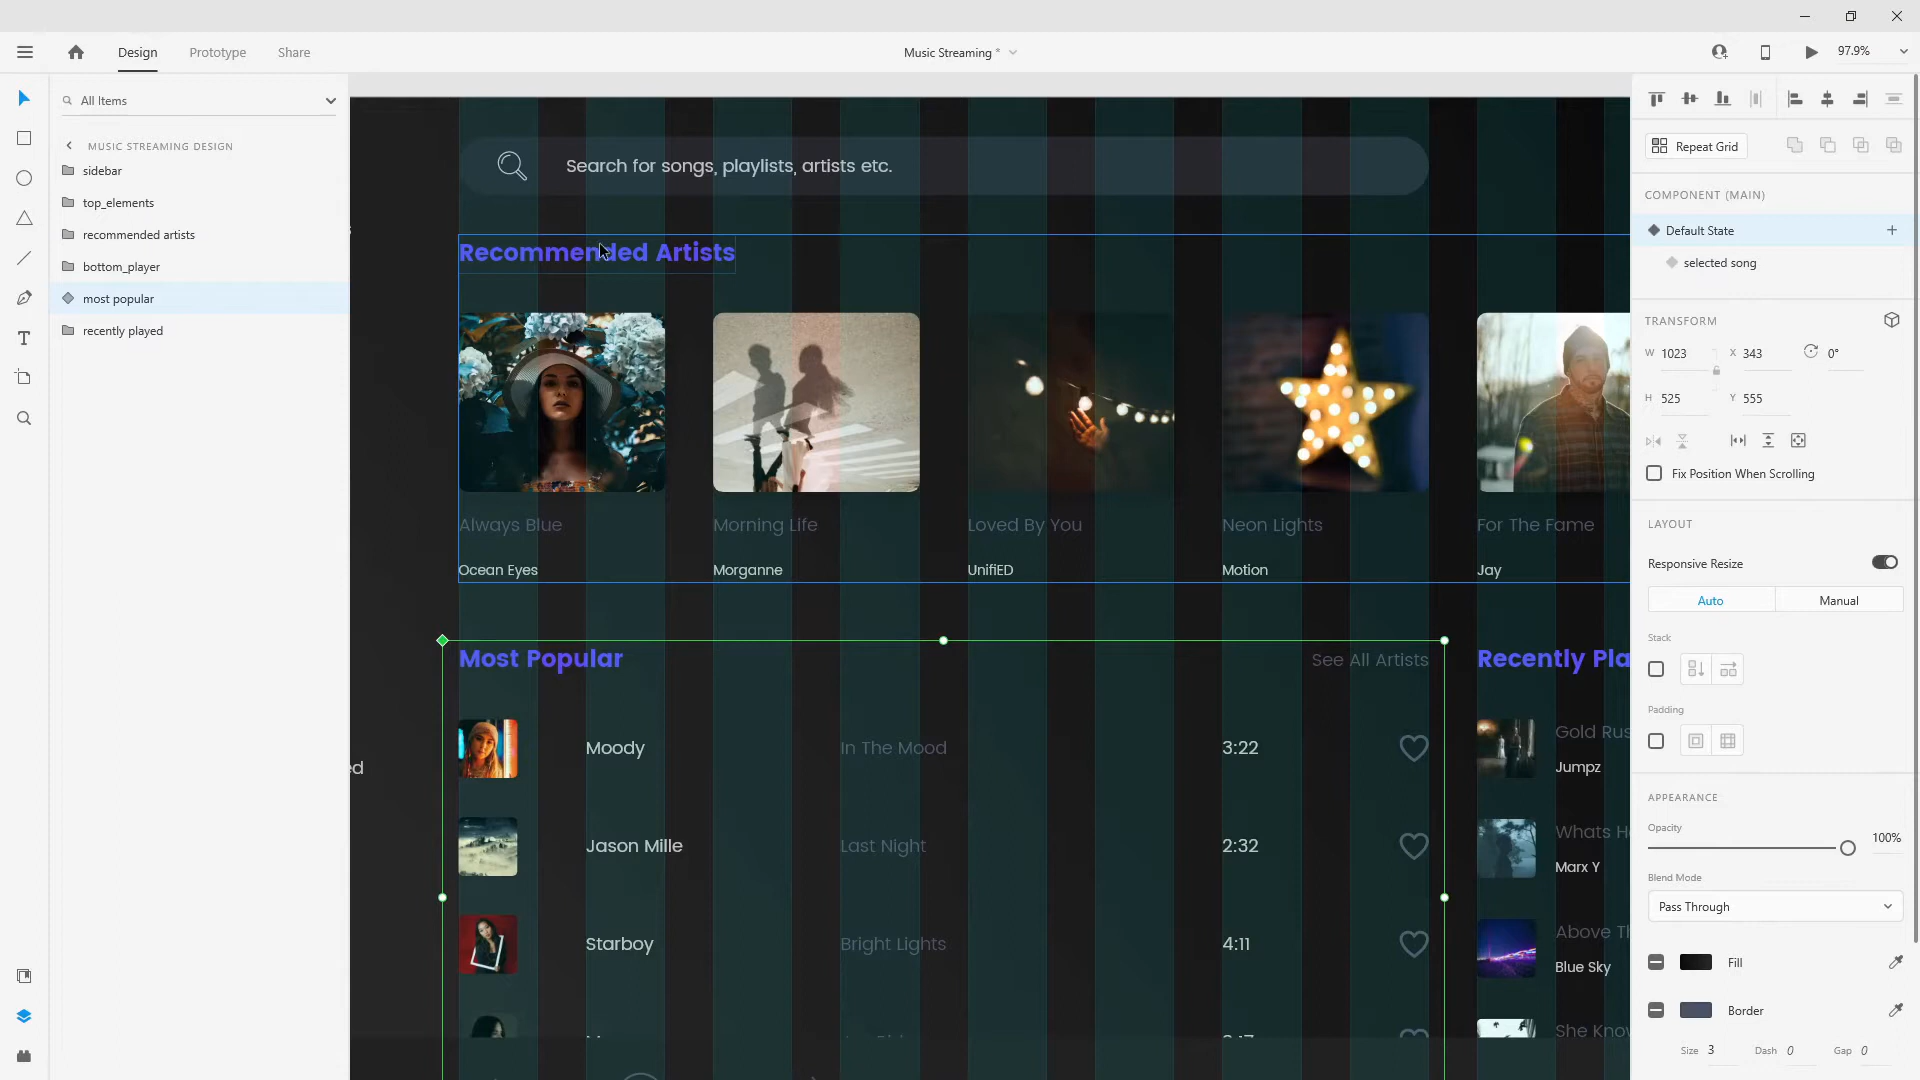 Design
Prototype
Share
Music Streaming *
97.9%
All Items
MUSIC STREAMING DESIGN
sidebar
top_elements
recommended artists
bottom_player
most popular
recently played
Search for songs, playlists, artists etc.
Recommended Artists
Always Blue
Morning Life
Loved By You
Neon Lights
For The Fame
Ocean Eyes
Morganne
UnifiED
Motion
Jay
Most Popular
See All Artists
Moody
In The Mood
3:22
Jason Mille
Last Night
2:32
Starboy
Bright Lights
4:11
ed
Recently Pla
Gold Rus
Jumpz
Whats H
Marx Y
Above Th
Blue Sky
She Know
Repeat Grid
COMPONENT (MAIN)
Default State
selected song
TRANSFORM
W 1023 X 343 0°
H 525 Y 555
Fix Position When Scrolling
LAYOUT
Responsive Resize
Auto
Manual
Stack
Padding
APPEARANCE
Opacity
100%
Blend Mode
Pass Through
Fill
Border
Size 3 Dash 0 Gap 0